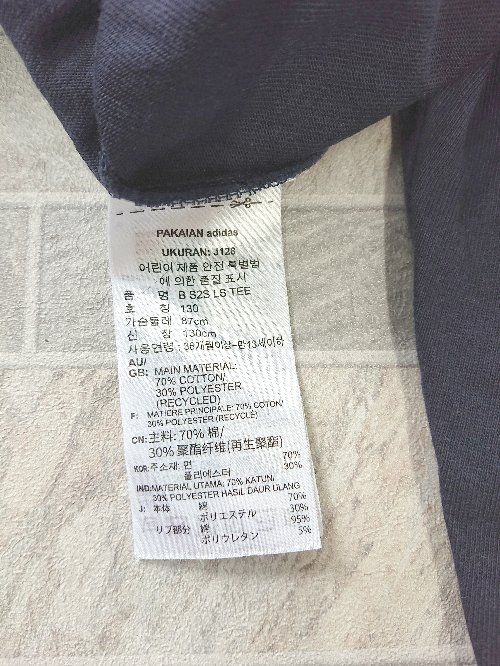 PAKAIAN adidas
UKURAN: J128
어린이 제품 안전 특별법
에 의한 품질 표시
품 명 B S2S LS TEE
호 칭 130
가슴둘레 87cm
신 장 130cm
사용연령: 36개월이상~만13세이하
AU/
GB: MAIN MATERIAL:
70% COTTON/
30% POLYESTER
(RECYCLED)
F: MATIERE PRINCIPALE: 70% COTON/
30% POLYESTER (RECYCLÉ)
CN: 主料: 70% 棉/
30% 聚酯纤维(再生聚酯)
KOR: 주소재: 면 70%
폴리에스터 30%
IND: MATERIAL UTAMA: 70% KATUN/
30% POLYESTER HASIL DAUR ULANG
J: 本体 綿 70%
ポリエステル 30%
リブ部分 綿 95%
ポリウレタン 5%